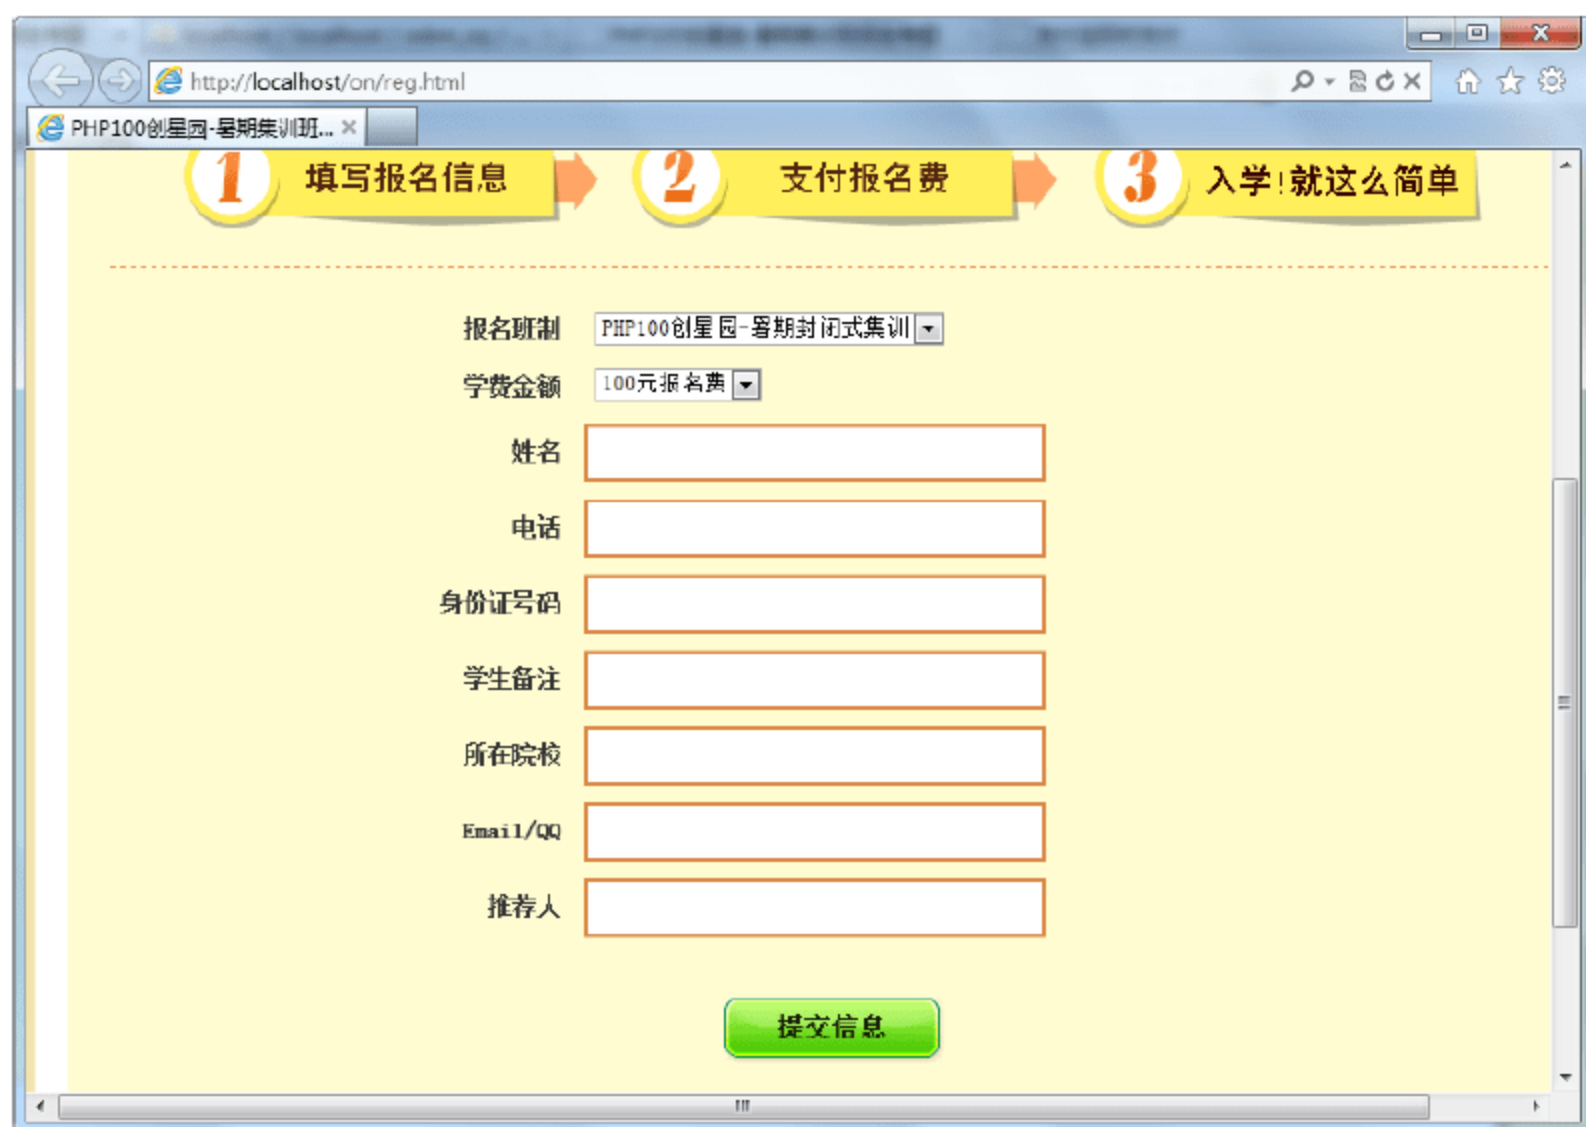 http://localhost/on/reg.html
PHP100创星园-暑期集训班...
1 填写报名信息 2 支付报名费 3 入学!就这么简单
报名班制 PHP100创星园-暑期封闭式集训
学费金额 100元报名费
姓名
电话
身份证号码
学生备注
所在院校
Email/QQ
推荐人
提交信息